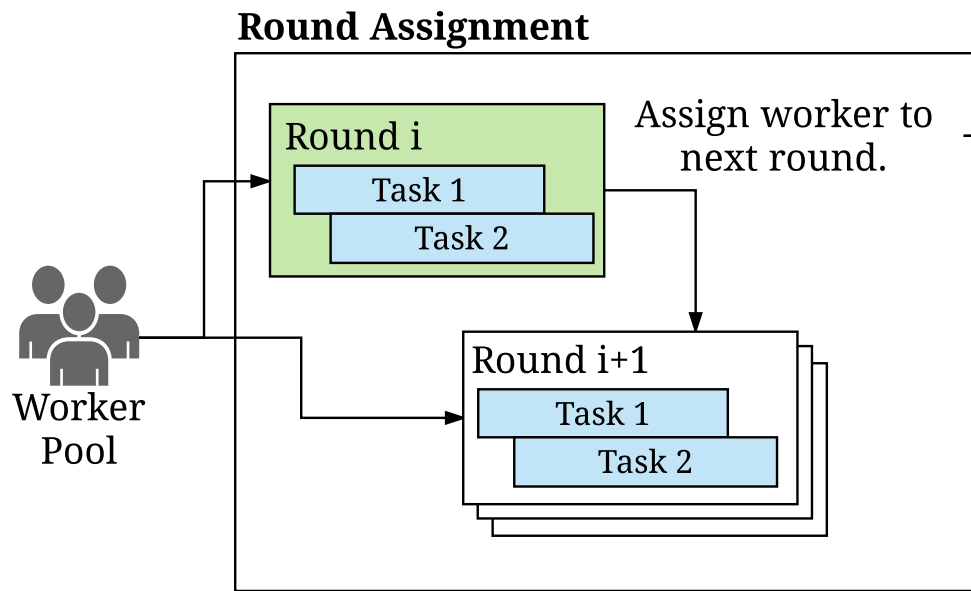 Round Assignment
Round i
Task 1
Task 2
Assign worker to
next round.
Worker
Pool
Round i+1
Task 1
Task 2